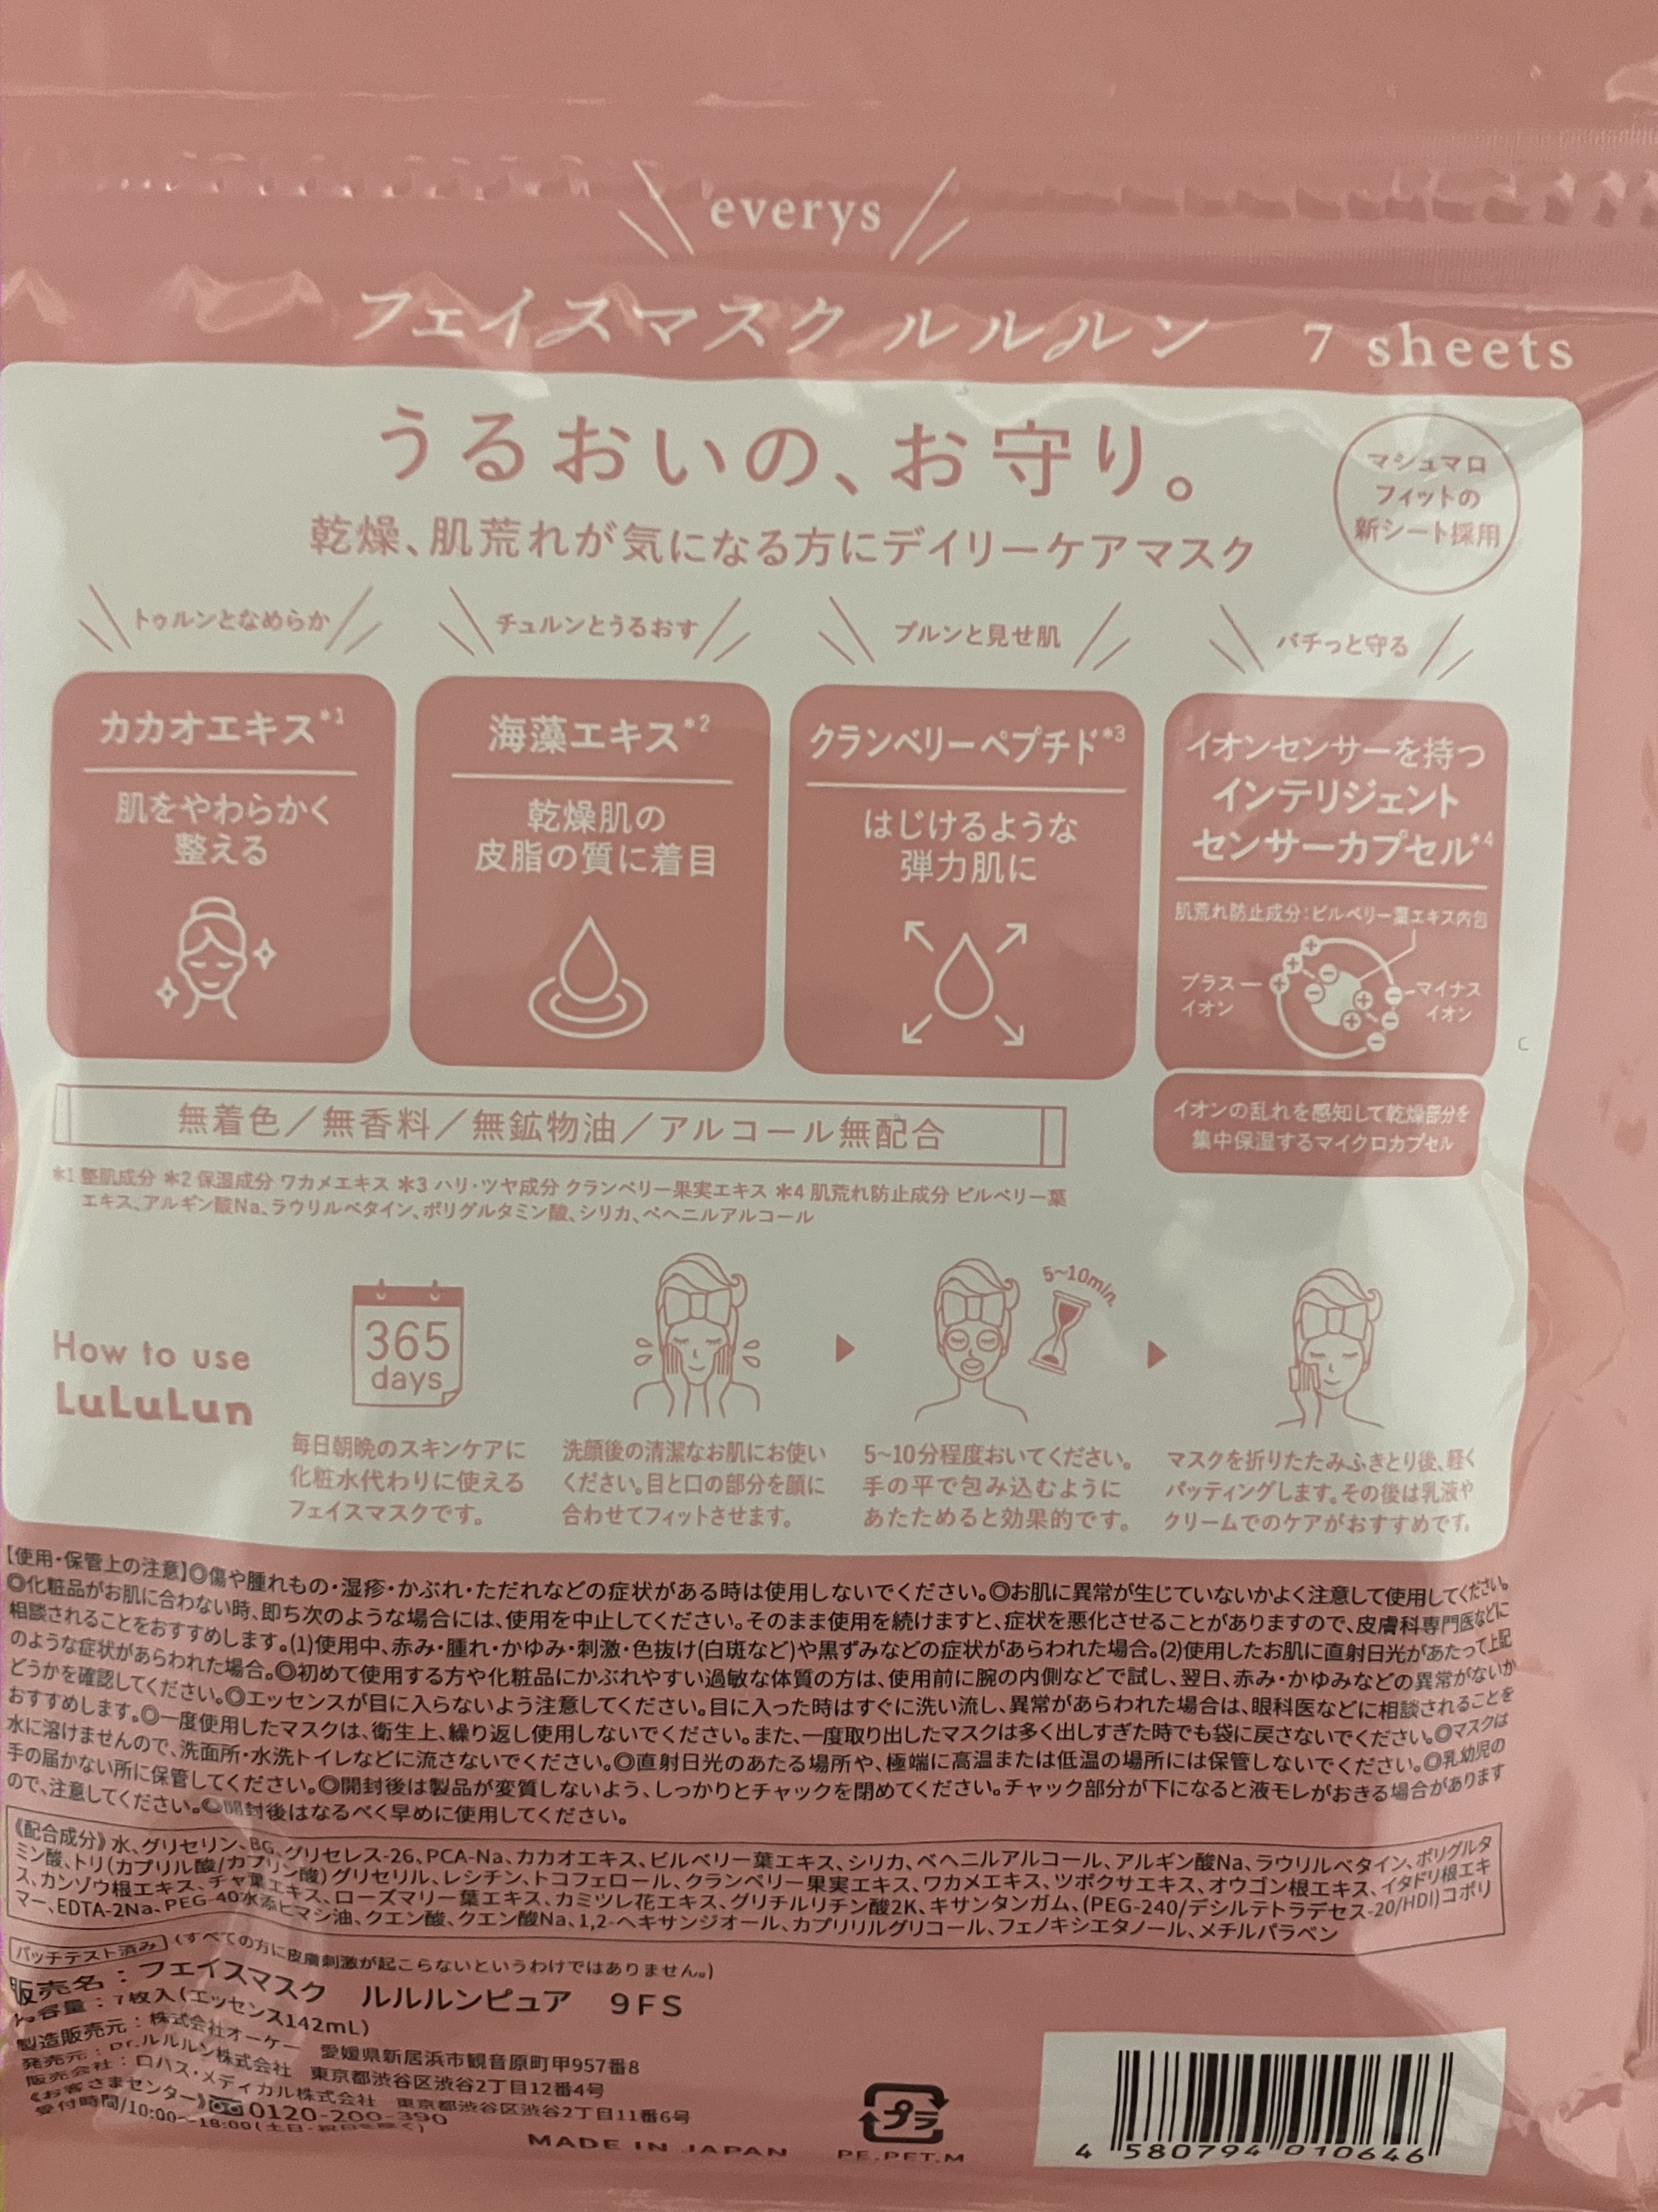 everys
フェイスマスク ルルルン 7 sheets
うるおいの、お守り。
乾燥、肌荒れが気になる方にデイリーケアマスク
マシュマロ
フィットの
新シート採用
トゥルンとなめらか
カカオエキス*1
肌をやわらかく
整える
チュルンとうるおす
海藻エキス*2
乾燥肌の
皮脂の質に着目
プルンと見せ肌
クランベリーペプチド*3
はじけるような
弾力肌に
バチっと守る
イオンセンサーを持つ
インテリジェント
センサーカプセル*4
肌荒れ防止成分:ビルベリー葉エキス内包
プラス
イオン
マイナス
イオン
イオンの乱れを感知して乾燥部分を
集中保湿するマイクロカプセル
無着色/無香料/無鉱物油/アルコール無配合
*1 整肌成分 *2 保湿成分 ワカメエキス *3 ハリ・ツヤ成分 クランベリー果実エキス *4 肌荒れ防止成分 ビルベリー葉
エキス、アルギン酸Na、ラウリルベタイン、ポリグルタミン酸、シリカ、ベヘニルアルコール
How to use
LuLuLun
365
days
毎日朝晩のスキンケアに
化粧水代わりに使える
フェイスマスクです。
洗顔後の清潔なお肌にお使い
ください。目と口の部分を顔に
合わせてフィットさせます。
5~10min.
5~10分程度おいてください。
手の平で包み込むように
あたためると効果的です。
マスクを折りたたみふきとり後、軽く
パッティングします。その後は乳液や
クリームでのケアがおすすめです。
【使用・保管上の注意】◎傷や腫れもの・湿疹・かぶれ・ただれなどの症状がある時は使用しないでください。◎お肌に異常が生じていないかよく注意して使用してください。
◎化粧品がお肌に合わない時、即ち次のような場合には、使用を中止してください。そのまま使用を続けますと、症状を悪化させることがありますので、皮膚科専門医などに
相談されることをおすすめします。(1)使用中、赤み・腫れ・かゆみ・刺激・色抜け(白斑など)や黒ずみなどの症状があらわれた場合。(2)使用したお肌に直射日光があたって上記
のような症状があらわれた場合。◎初めて使用する方や化粧品にかぶれやすい過敏な体質の方は、使用前に腕の内側などで試し、翌日、赤み・かゆみなどの異常がないか
どうかを確認してください。◎エッセンスが目に入らないよう注意してください。目に入った時はすぐに洗い流し、異常があらわれた場合は、眼科医などに相談されることを
おすすめします。◎一度使用したマスクは、衛生上、繰り返し使用しないでください。また、一度取り出したマスクは多く出しすぎた時でも袋に戻さないでください。◎マスクは
水に溶けませんので、洗面所・水洗トイレなどに流さないでください。◎直射日光のあたる場所や、極端に高温または低温の場所には保管しないでください。◎乳幼児の
手の届かない所に保管してください。◎開封後は製品が変質しないよう、しっかりとチャックを閉めてください。チャック部分が下になると液モレがおきる場合があります
ので、注意してください。◎開封後はなるべく早めに使用してください。
《配合成分》水、グリセリン、BG、グリセレス-26、PCA-Na、カカオエキス、ビルベリー葉エキス、シリカ、ベヘニルアルコール、アルギン酸Na、ラウリルベタイン、ポリグルタ
ミン酸、トリ(カプリル酸/カプリン酸)グリセリル、レシチン、トコフェロール、クランベリー果実エキス、ワカメエキス、ツボクサエキス、オウゴン根エキス、イタドリ根エキ
ス、カンゾウ根エキス、チャ葉エキス、ローズマリー葉エキス、カミツレ花エキス、グリチルリチン酸2K、キサンタンガム、(PEG-240/デシルテトラデセス-20/HDI)コポリ
マー、EDTA-2Na、PEG-40水添ヒマシ油、クエン酸、クエン酸Na、1,2-ヘキサンジオール、カプリリルグリコール、フェノキシエタノール、メチルパラベン
パッチテスト済み (すべての方に皮膚刺激が起こらないというわけではありません。)
販売名：フェイスマスク ルルルンピュア 9FS
内容量：7枚入(エッセンス142mL)
製造販売元：株式会社オーケー 愛媛県新居浜市観音原町甲957番8
発売元：Dr.ルルルン株式会社 東京都渋谷区渋谷2丁目12番4号
販売会社：ロハス・メディカル株式会社 東京都渋谷区渋谷2丁目11番6号
《お客さまセンター》0120-200-390
受付時間/10:00～18:00(土日・祝日を除く)
MADE IN JAPAN
プラ
PE,PET,M
4 580794 010646